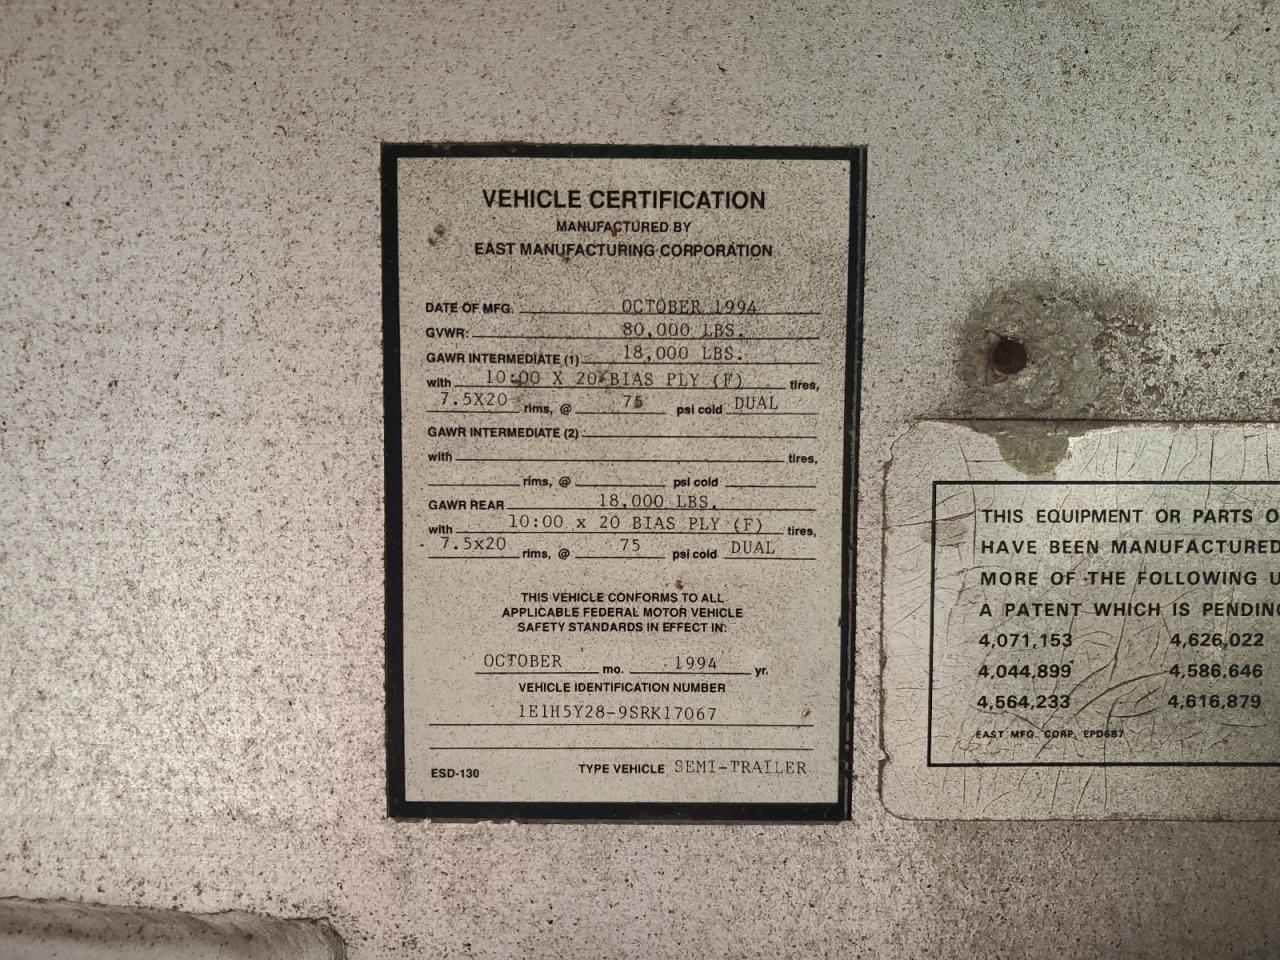 VEHICLE CERTIFICATION
MANUFACTURED BY
EAST MANUFACTURING CORPORATION
DATE OF MFG. OCTOBER 1994
GVWR: 80,000 LBS.
GAWR INTERMEDIATE (1) 18,000 LBS.
with 10:00 X 20 BIAS PLY (F) tires,
7.5X20 rims, @ 75 psi cold DUAL
GAWR INTERMEDIATE (2)
with tires,
rims, @ psi cold
GAWR REAR 18,000 LBS.
with 10:00 x 20 BIAS PLY (F) tires,
7.5x20 rims, @ 75 psi cold DUAL
THIS VEHICLE CONFORMS TO ALL
APPLICABLE FEDERAL MOTOR VEHICLE
SAFETY STANDARDS IN EFFECT IN:
OCTOBER mo. 1994 yr.
VEHICLE IDENTIFICATION NUMBER
1E1H5Y28-9SRK17067
ESD-130 TYPE VEHICLE SEMI-TRAILER
THIS EQUIPMENT OR PARTS O
HAVE BEEN MANUFACTURED
MORE OF THE FOLLOWING U
A PATENT WHICH IS PENDING
4,071,153 4,626,022
4,044,899 4,586,646
4,564,233 4,616,879
EAST MFG. CORP. EPD687